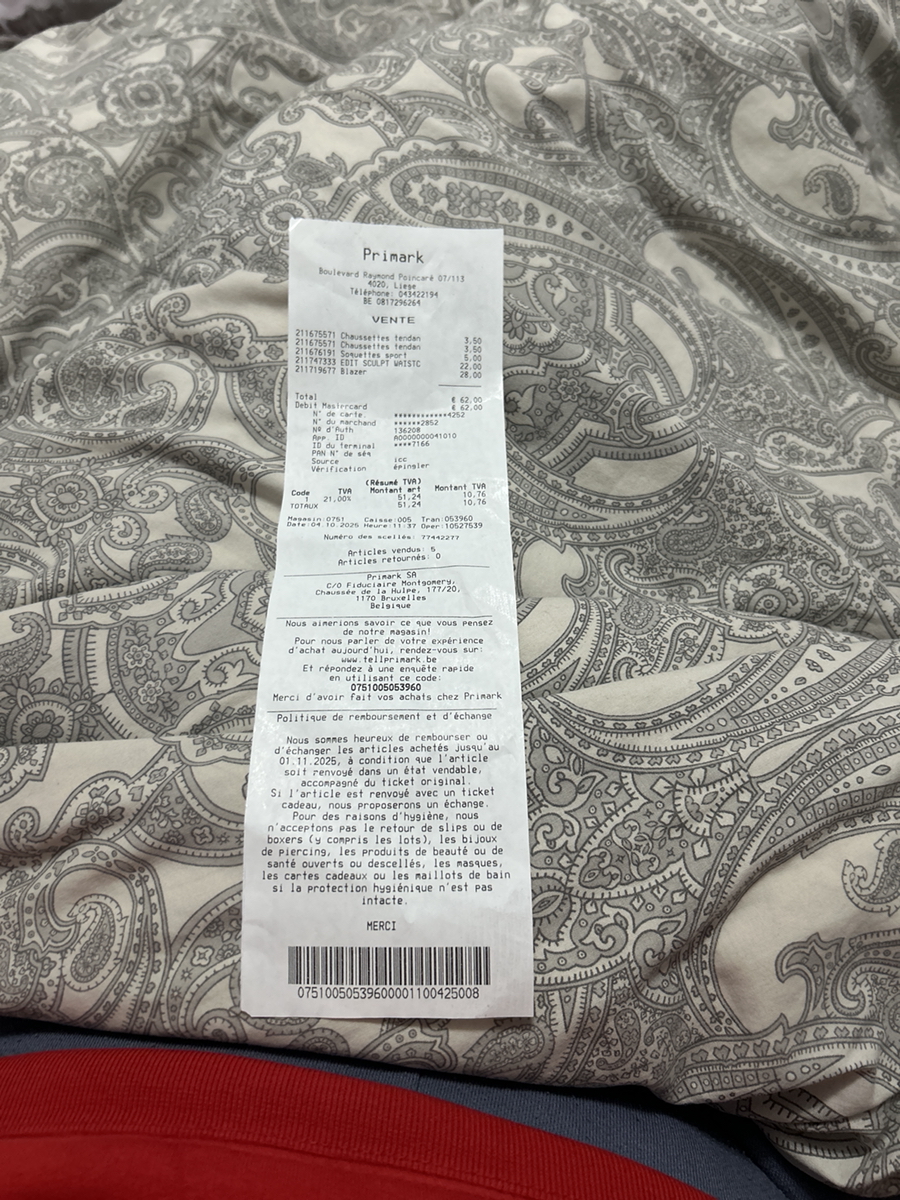 Primark
Boulevard Raymond Poincaré 07/113
4020, Liege
Téléphone: 043422194
BE 0817296264
VENTE
211675571 Chaussettes tendan 3,50
211675571 Chaussettes tendan 3,50
211676191 Soquettes sport 5,00
211747333 EDIT SCULPT WAISTC 22,00
211719677 Blazer 28,00
Total € 62,00
Debit Mastercard € 62,00
N° de carte. ************4252
N° du marchand ******2852
Nº d'Auth 136208
App. ID A0000000041010
ID du terminal ****7166
PAN N° de séq
Source icc
Vérification épingler
(Résumé TVA)
Code TVA Montant art Montant TVA
1 21,00% 51,24 10,76
TOTAUX 51,24 10,76
Magasin:0751 Caisse:005 Tran:053960
Date:04.10.2025 Heure:11:37 Oper:10527539
Numéro des scellés: 77442277
Articles vendus: 5
Articles retournés: 0
Primark SA
C/O Fiduciaire Montgomery,
Chaussée de la Hulpe, 177/20,
1170 Bruxelles
Belgique
Nous aimerions savoir ce que vous pensez
de notre magasin!
Pour nous parler de votre expérience
d'achat aujourd'hui, rendez-vous sur:
www.tellprimark.be
Et répondez à une enquête rapide
en utilisant ce code:
0751005053960
Merci d'avoir fait vos achats chez Primark
Politique de remboursement et d'échange
Nous sommes heureux de rembourser ou
d'échanger les articles achetés jusqu'au
01.11.2025, à condition que l'article
soit renvoyé dans un état vendable,
accompagné du ticket original.
Si l'article est renvoyé avec un ticket
cadeau, nous proposerons un échange.
Pour des raisons d'hygiène, nous
n'acceptons pas le retour de slips ou de
boxers (y compris les lots), les bijoux
de piercing, les produits de beauté ou de
santé ouverts ou descellés, les masques,
les cartes cadeaux ou les maillots de bain
si la protection hygiénique n'est pas
intacte.
MERCI
07510050539600001100425008